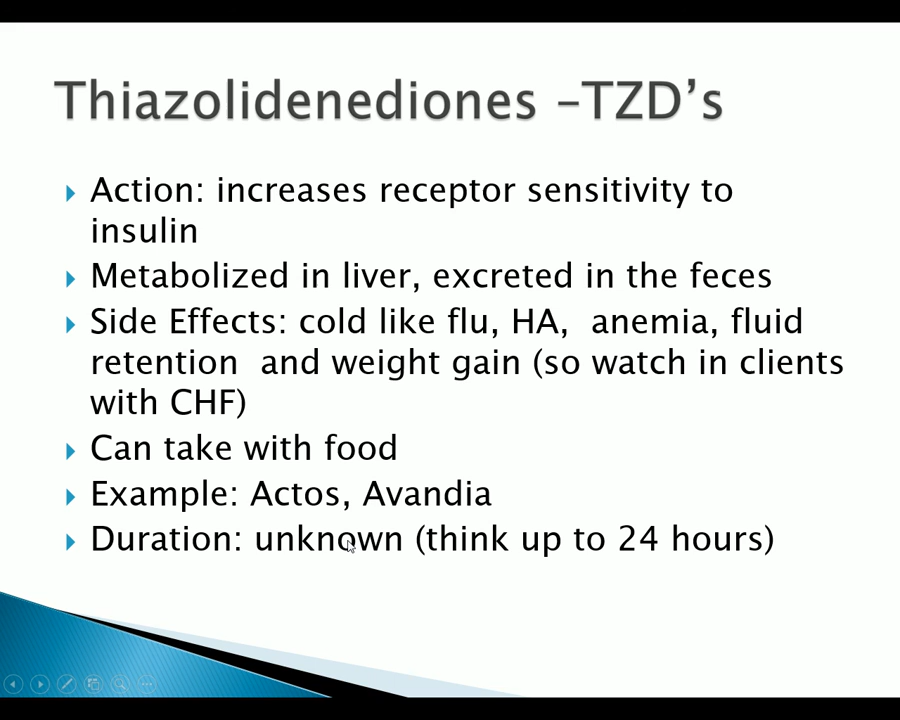 Thiazolidenediones –TZD’s
Action: increases receptor sensitivity to
insulin
Metabolized in liver, excreted in the feces
Side Effects: cold like flu, HA,  anemia, fluid
retention  and weight gain (so watch in clients
with CHF)
Can take with food
Example: Actos, Avandia
Duration: unknown (think up to 24 hours)